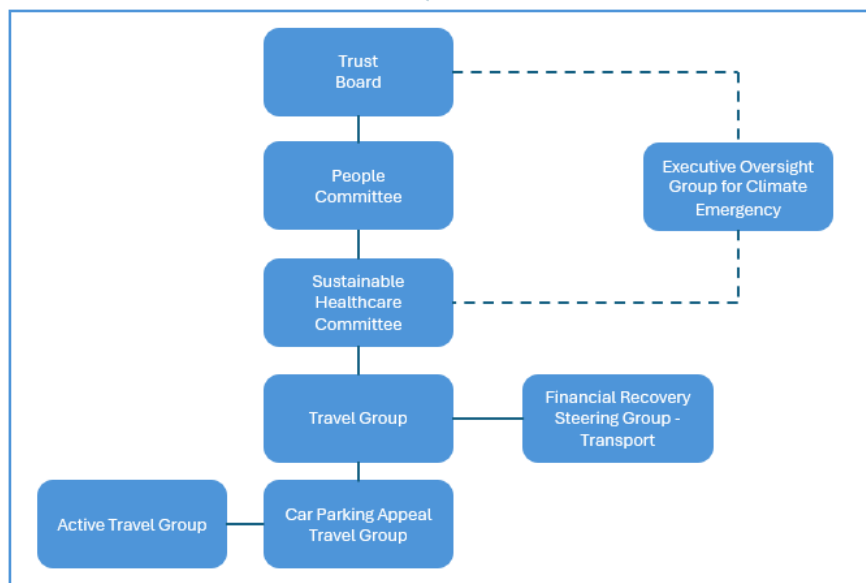 Trust
Board
People
Committee
Executive Oversight
Group for Climate
Emergency
Sustainable
Healthcare
Committee
Travel Group
Financial Recovery
Steering Group -
Transport
Active Travel Group
Car Parking Appeal
Travel Group